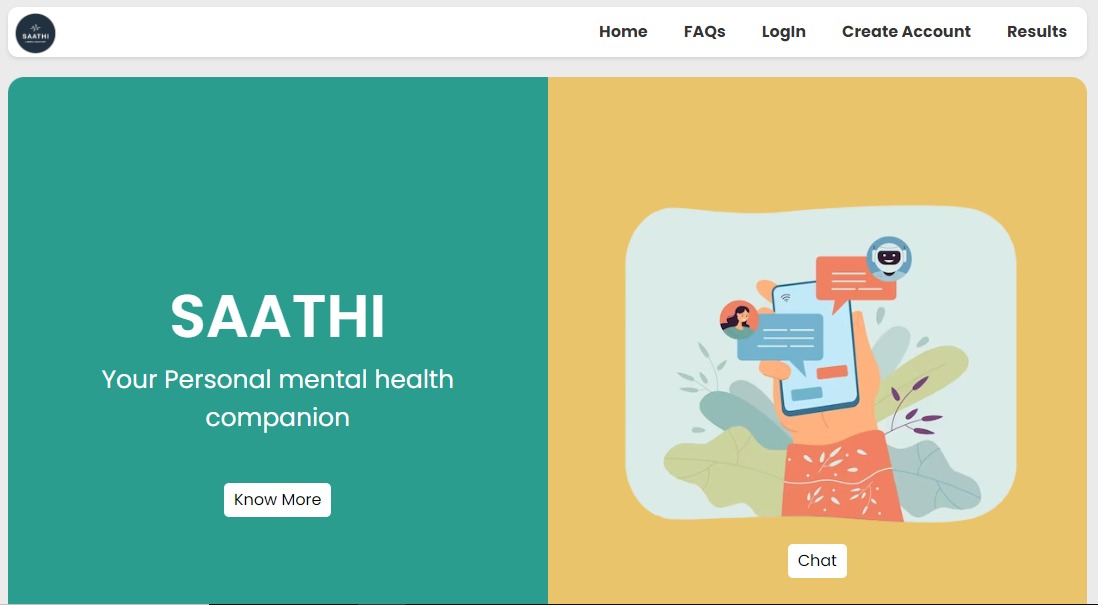 SAATHI
Home FAQs LogIn Create Account Results
SAATHI
Your Personal mental health
companion
Know More
Chat